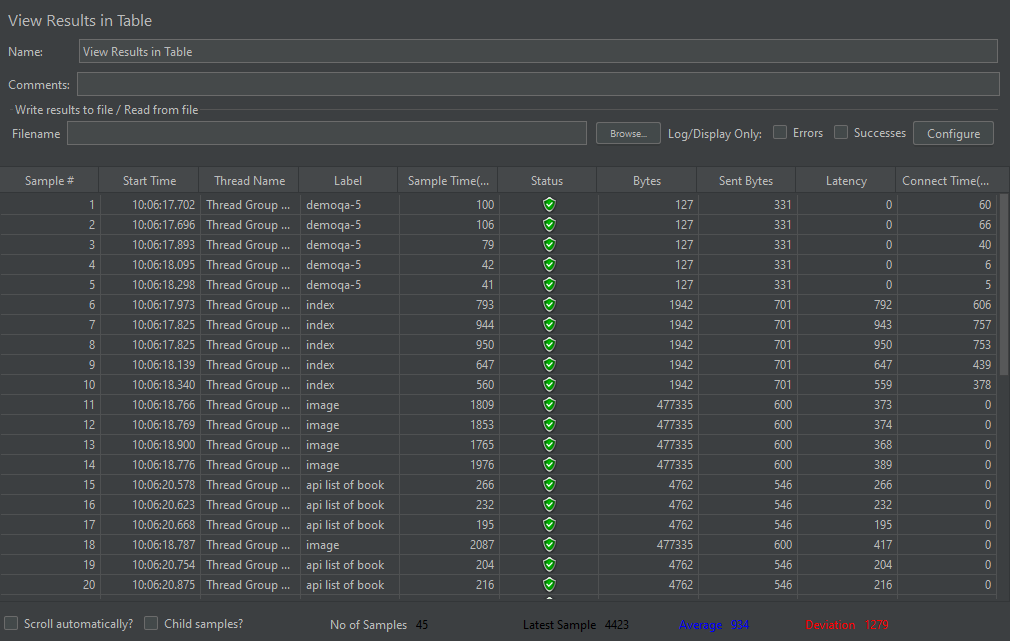 View Results in Table
Name: View Results in Table
Comments:
Write results to file / Read from file
Filename Browse... Log/Display Only: Errors Successes Configure
Sample # Start Time Thread Name Label Sample Time(... Status Bytes Sent Bytes Latency Connect Time(...
1 10:06:17.702 Thread Group ... demoqa-5 100 127 331 0 60
2 10:06:17.696 Thread Group ... demoqa-5 106 127 331 0 66
3 10:06:17.893 Thread Group ... demoqa-5 79 127 331 0 40
4 10:06:18.095 Thread Group ... demoqa-5 42 127 331 0 6
5 10:06:18.298 Thread Group ... demoqa-5 41 127 331 0 5
6 10:06:17.973 Thread Group ... index 793 1942 701 792 606
7 10:06:17.825 Thread Group ... index 944 1942 701 943 757
8 10:06:17.825 Thread Group ... index 950 1942 701 950 753
9 10:06:18.139 Thread Group ... index 647 1942 701 647 439
10 10:06:18.340 Thread Group ... index 560 1942 701 559 378
11 10:06:18.766 Thread Group ... image 1809 477335 600 373 0
12 10:06:18.769 Thread Group ... image 1853 477335 600 374 0
13 10:06:18.900 Thread Group ... image 1765 477335 600 368 0
14 10:06:18.776 Thread Group ... image 1976 477335 600 389 0
15 10:06:20.578 Thread Group ... api list of book 266 4762 546 266 0
16 10:06:20.623 Thread Group ... api list of book 232 4762 546 232 0
17 10:06:20.668 Thread Group ... api list of book 195 4762 546 195 0
18 10:06:18.787 Thread Group ... image 2087 477335 600 417 0
19 10:06:20.754 Thread Group ... api list of book 204 4762 546 204 0
20 10:06:20.875 Thread Group ... api list of book 216 4762 546 216 0
Scroll automatically? Child samples? No of Samples 45 Latest Sample 4423 Average 934 Deviation 1279